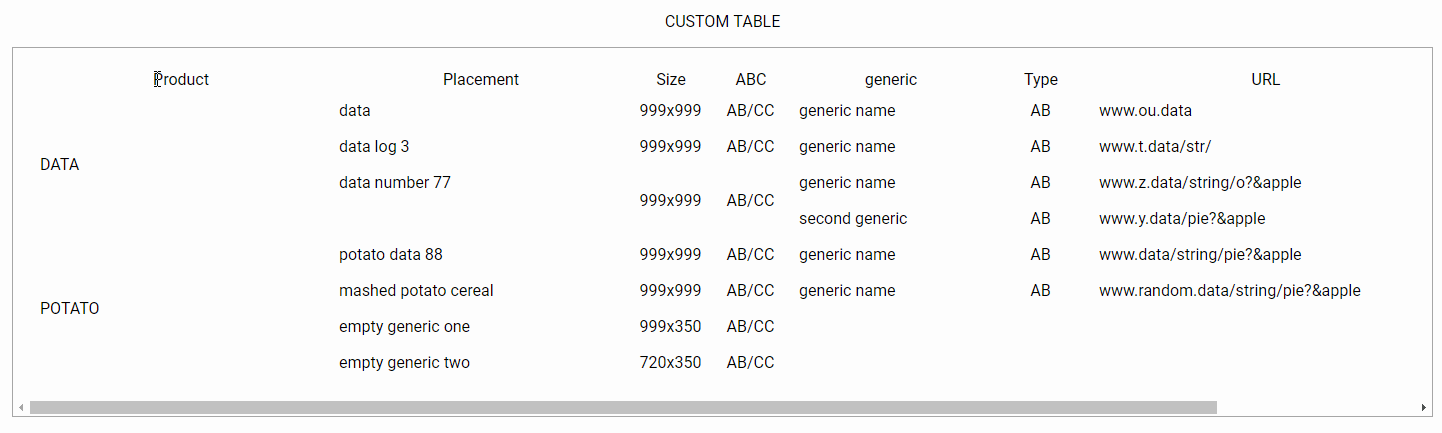 CUSTOM TABLE
Product Placement Size ABC generic Type URL
data 999x999 AB/CC generic name AB www.ou.data
data log 3 999x999 AB/CC generic name AB www.t.data/str/
DATA
data number 77 generic name AB www.z.data/string/o?&apple
999x999 AB/CC
second generic AB www.y.data/pie?&apple
potato data 88 999x999 AB/CC generic name AB www.data/string/pie?&apple
mashed potato cereal 999x999 AB/CC generic name AB www.random.data/string/pie?&apple
POTATO
empty generic one 999x350 AB/CC
empty generic two 720x350 AB/CC